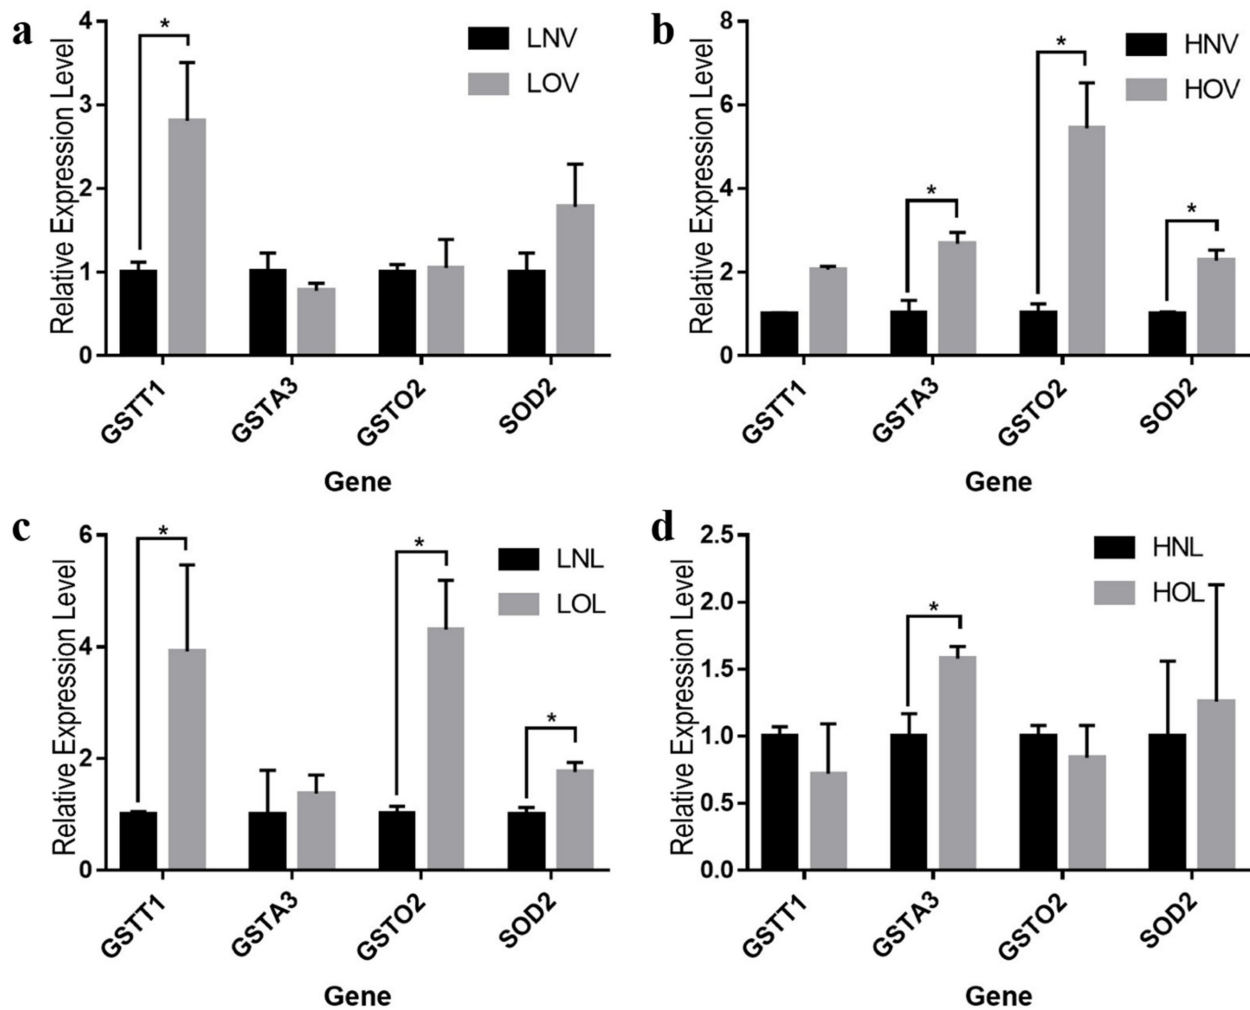 a
Relative Expression Level
4
3
2
1
0
*
LNV
LOV
GSTT1
GSTA3
GSTO2
SOD2
Gene
b
Relative Expression Level
8
6
4
2
0
*
*
*
HNV
HOV
GSTT1
GSTA3
GSTO2
SOD2
Gene
c
Relative Expression Level
6
4
2
0
*
*
*
LNL
LOL
GSTT1
GSTA3
GSTO2
SOD2
Gene
d
Relative Expression Level
2.5
2.0
1.5
1.0
0.5
0.0
*
HNL
HOL
GSTT1
GSTA3
GSTO2
SOD2
Gene